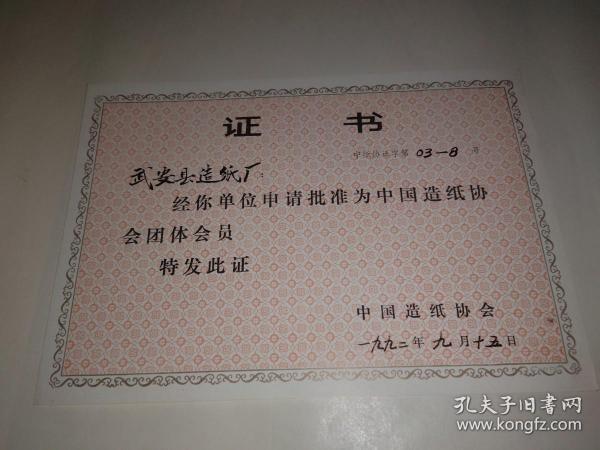 证 书
中纸协证字第 03-8 号
武安县造纸厂:
经你单位申请批准为中国造纸协
会团体会员
特发此证
中国造纸协会
一九九二年九月十五日
孔夫子旧书网
www.kongfz.com